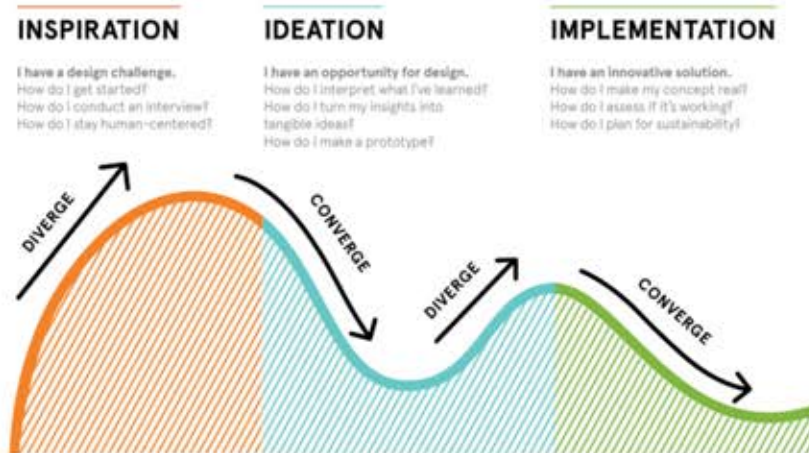 INSPIRATION
I have a design challenge.
How do I get started?
How do I conduct an interview?
How do I stay human-centered?
IDEATION
I have an opportunity for design.
How do I interpret what I've learned?
How do I turn my insights into
tangible ideas?
How do I make a prototype?
IMPLEMENTATION
I have an innovative solution.
How do I make my concept real?
How do I assess if it's working?
How do I plan for sustainability?
DIVERGE
CONVERGE
DIVERGE
CONVERGE